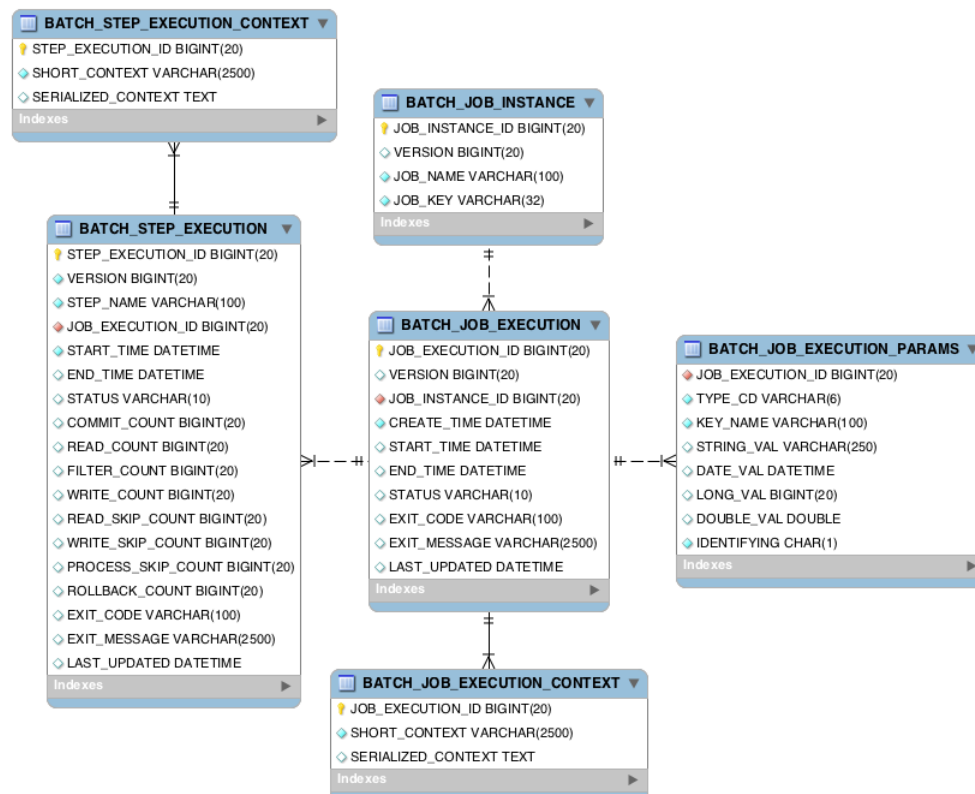 BATCH_STEP_EXECUTION_CONTEXT
STEP_EXECUTION_ID BIGINT(20)
SHORT_CONTEXT VARCHAR(2500)
SERIALIZED_CONTEXT TEXT
Indexes
BATCH_JOB_INSTANCE
JOB_INSTANCE_ID BIGINT(20)
VERSION BIGINT(20)
JOB_NAME VARCHAR(100)
JOB_KEY VARCHAR(32)
Indexes
BATCH_STEP_EXECUTION
STEP_EXECUTION_ID BIGINT(20)
VERSION BIGINT(20)
STEP_NAME VARCHAR(100)
JOB_EXECUTION_ID BIGINT(20)
START_TIME DATETIME
END_TIME DATETIME
STATUS VARCHAR(10)
COMMIT_COUNT BIGINT(20)
READ_COUNT BIGINT(20)
FILTER_COUNT BIGINT(20)
WRITE_COUNT BIGINT(20)
READ_SKIP_COUNT BIGINT(20)
WRITE_SKIP_COUNT BIGINT(20)
PROCESS_SKIP_COUNT BIGINT(20)
ROLLBACK_COUNT BIGINT(20)
EXIT_CODE VARCHAR(100)
EXIT_MESSAGE VARCHAR(2500)
LAST_UPDATED DATETIME
Indexes
BATCH_JOB_EXECUTION
JOB_EXECUTION_ID BIGINT(20)
VERSION BIGINT(20)
JOB_INSTANCE_ID BIGINT(20)
CREATE_TIME DATETIME
START_TIME DATETIME
END_TIME DATETIME
STATUS VARCHAR(10)
EXIT_CODE VARCHAR(100)
EXIT_MESSAGE VARCHAR(2500)
LAST_UPDATED DATETIME
Indexes
BATCH_JOB_EXECUTION_PARAMS
JOB_EXECUTION_ID BIGINT(20)
TYPE_CD VARCHAR(6)
KEY_NAME VARCHAR(100)
STRING_VAL VARCHAR(250)
DATE_VAL DATETIME
LONG_VAL BIGINT(20)
DOUBLE_VAL DOUBLE
IDENTIFYING CHAR(1)
Indexes
BATCH_JOB_EXECUTION_CONTEXT
JOB_EXECUTION_ID BIGINT(20)
SHORT_CONTEXT VARCHAR(2500)
SERIALIZED_CONTEXT TEXT
Indexes